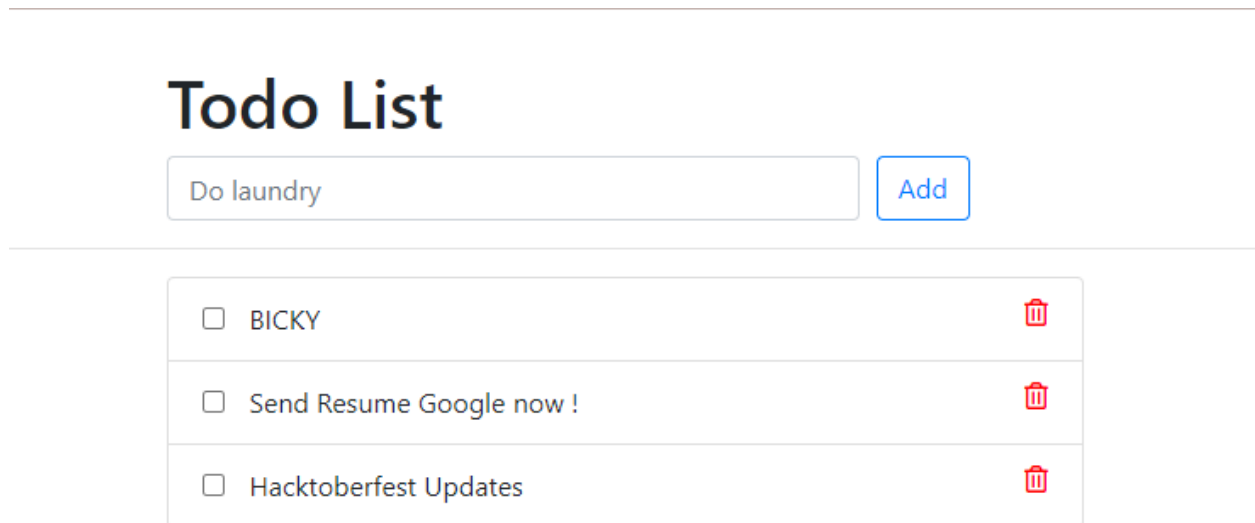 Todo List
Do laundry
Add
BICKY
Send Resume Google now !
Hacktoberfest Updates